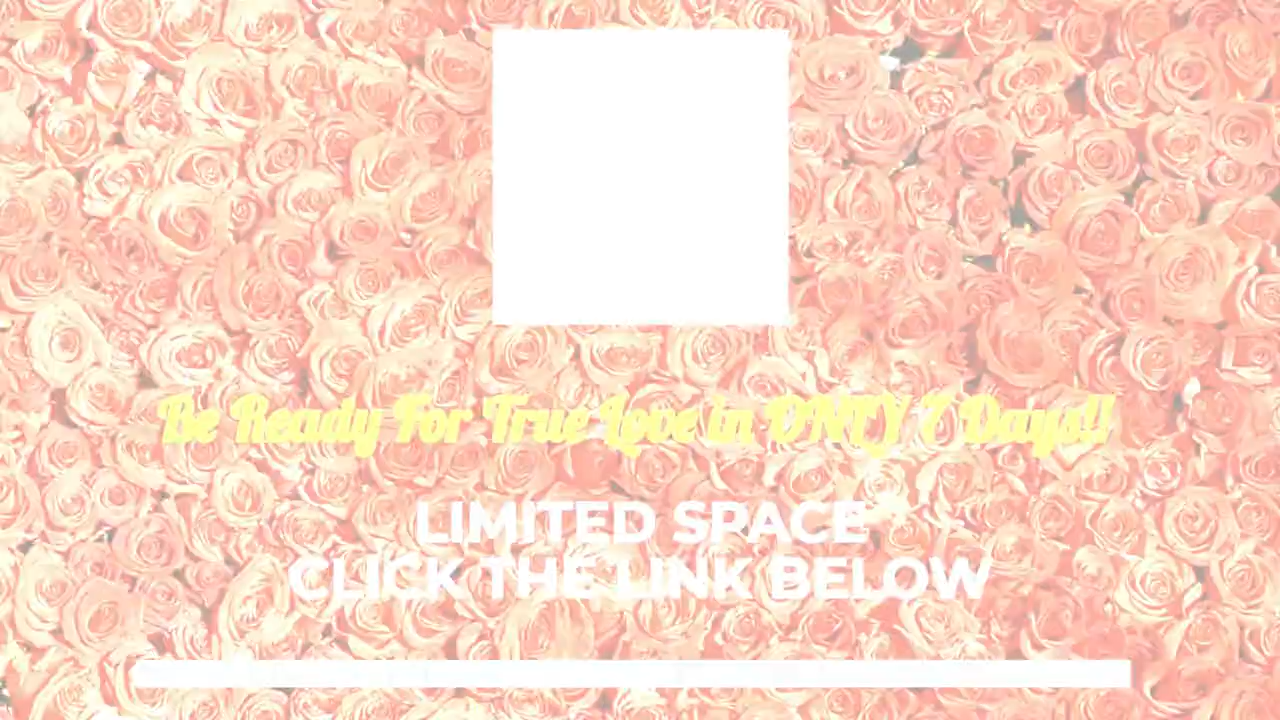 Be Ready For True Love in ONLY 7 Days!!
LIMITED SPACE
CLICK THE LINK BELOW